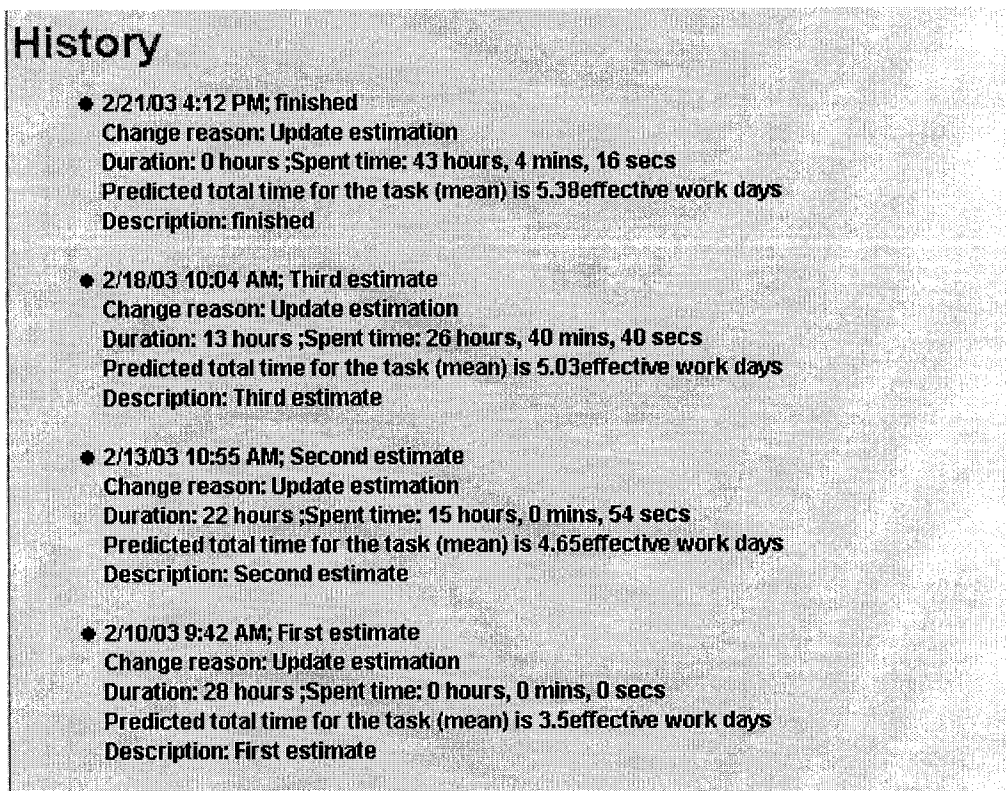 History
2/21/03 4:12 PM; finished
Change reason: Update estimation
Duration: 0 hours ;Spent time: 43 hours, 4 mins, 16 secs
Predicted total time for the task (mean) is 5.38effective work days
Description: finished
2/18/03 10:04 AM; Third estimate
Change reason: Update estimation
Duration: 13 hours ;Spent time: 26 hours, 40 mins, 40 secs
Predicted total time for the task (mean) is 5.03effective work days
Description: Third estimate
2/13/03 10:55 AM; Second estimate
Change reason: Update estimation
Duration: 22 hours ;Spent time: 15 hours, 0 mins, 54 secs
Predicted total time for the task (mean) is 4.65effective work days
Description: Second estimate
2/10/03 9:42 AM; First estimate
Change reason: Update estimation
Duration: 28 hours ;Spent time: 0 hours, 0 mins, 0 secs
Predicted total time for the task (mean) is 3.5effective work days
Description: First estimate